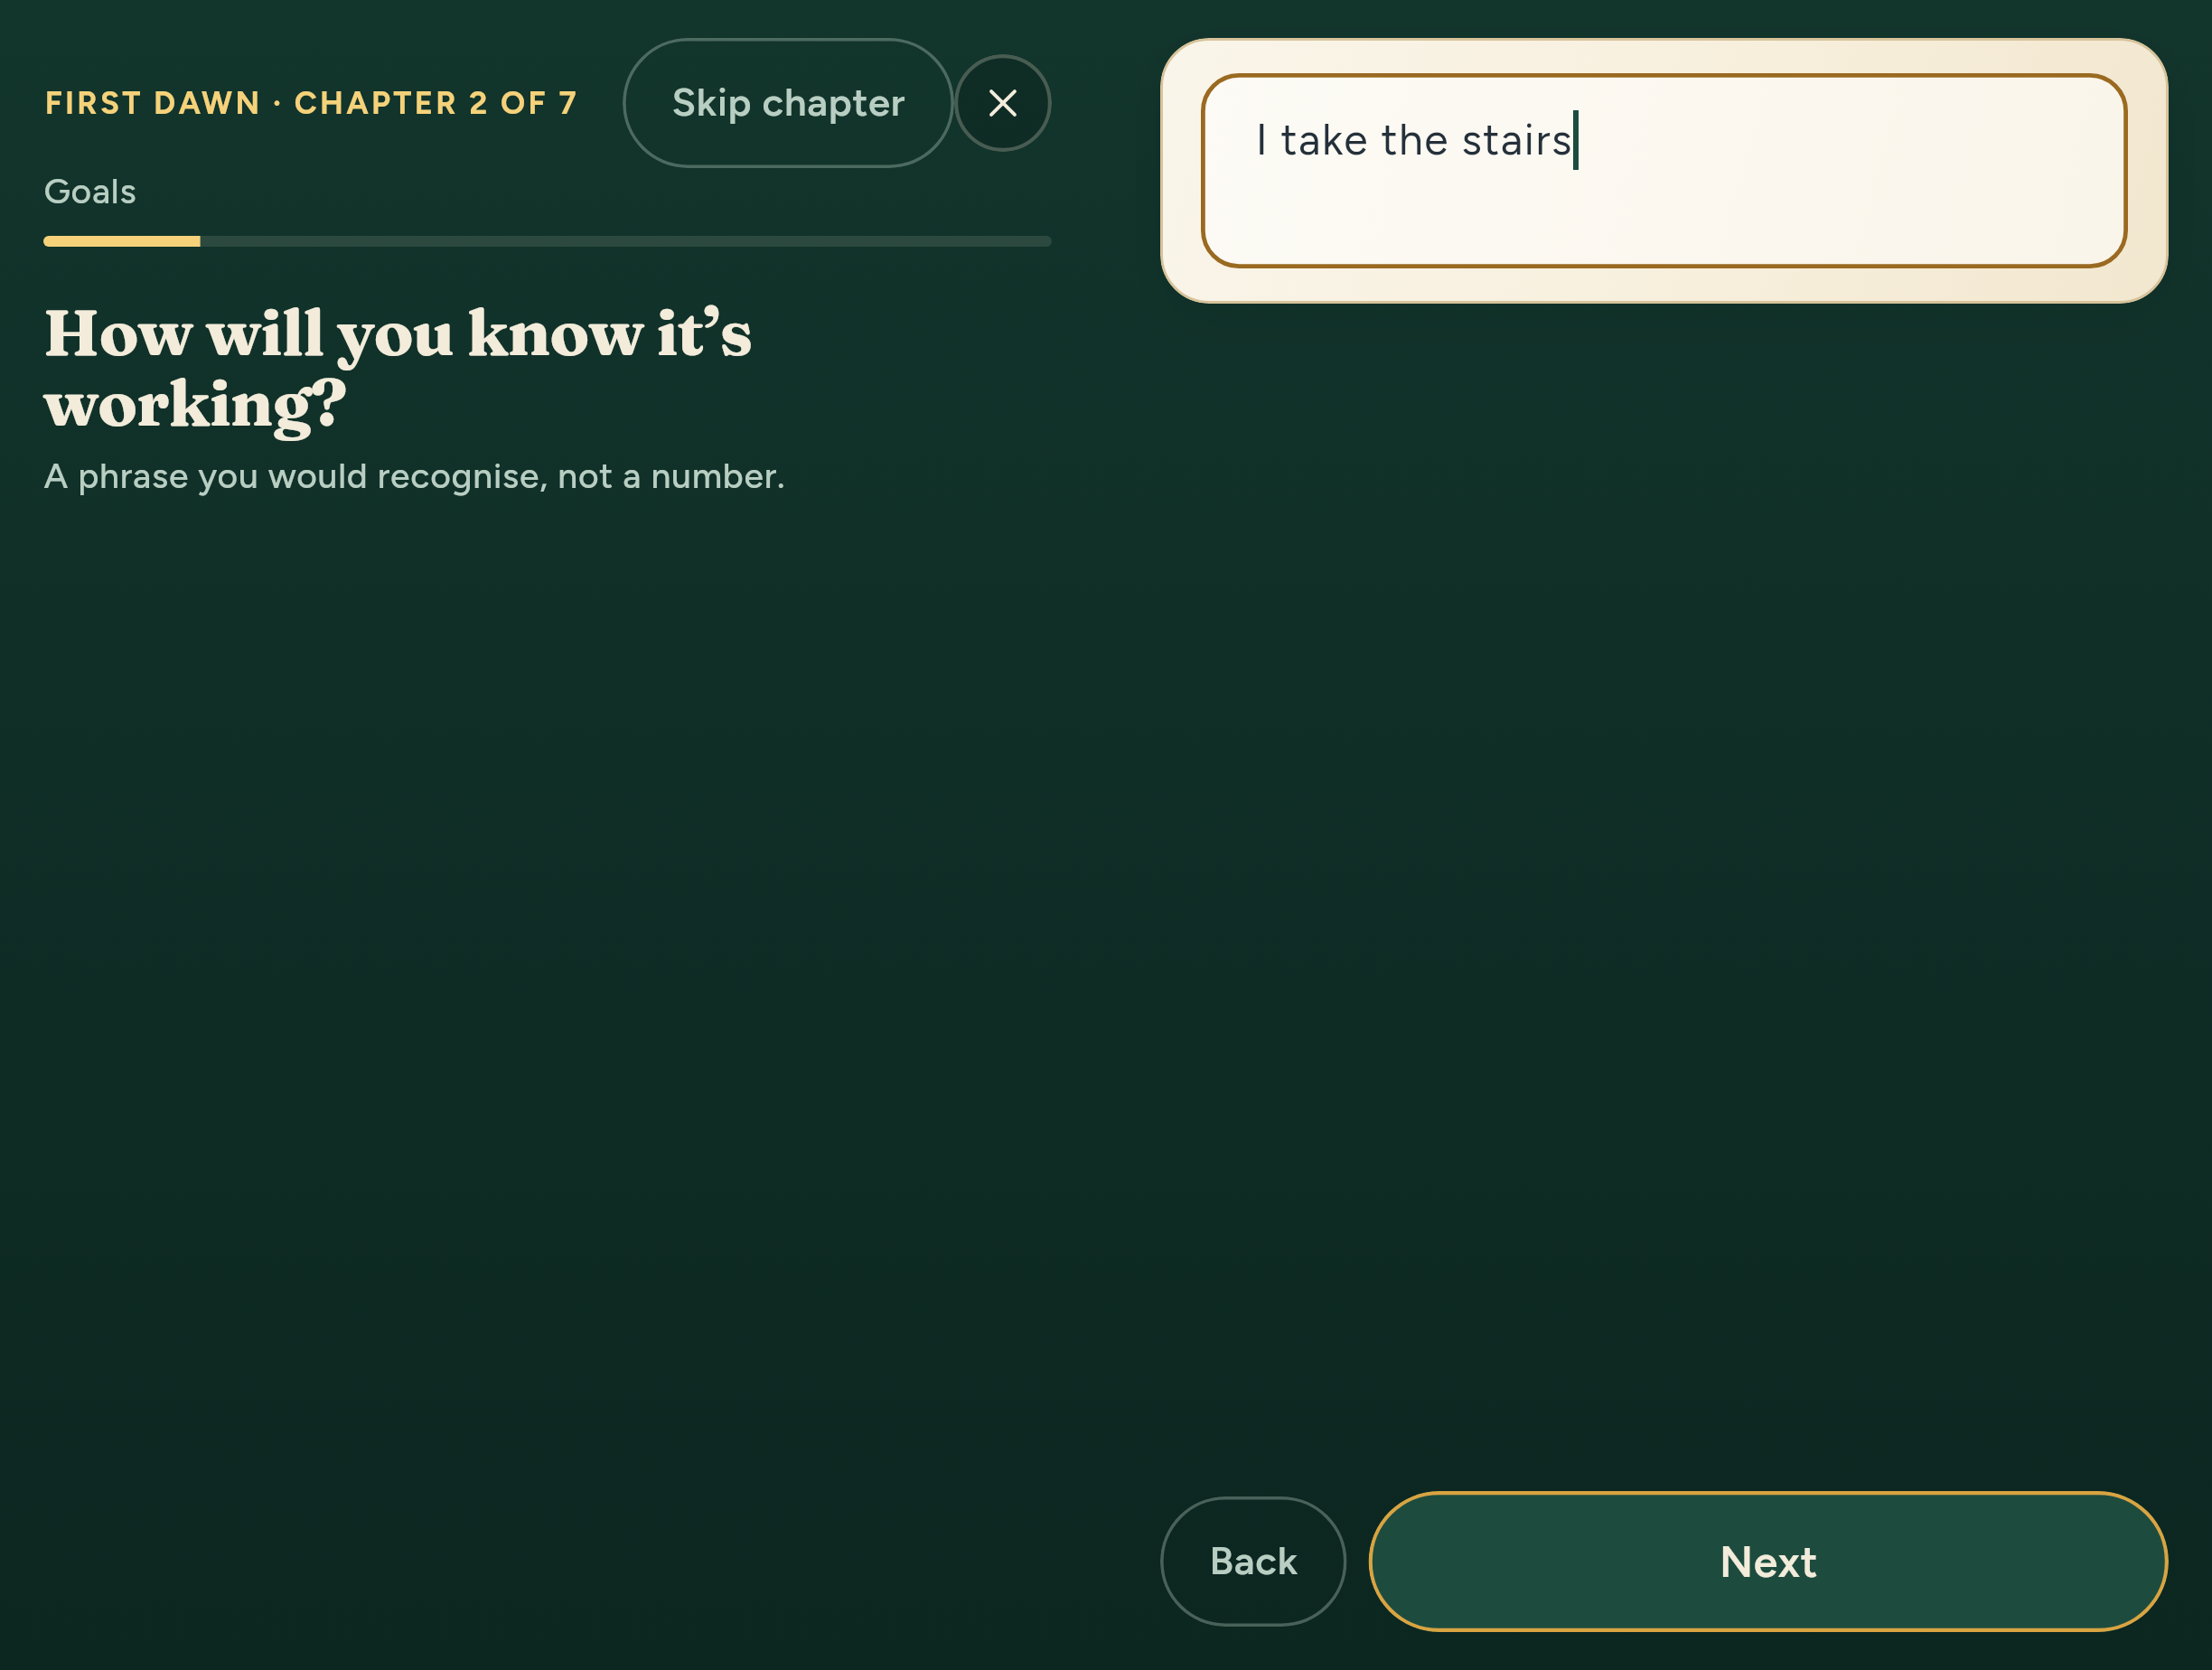 FIRST DAWN · CHAPTER 2 OF 7
Skip chapter
Goals
How will you know it’s
working?
A phrase you would recognise, not a number.
I take the stairs
Back
Next